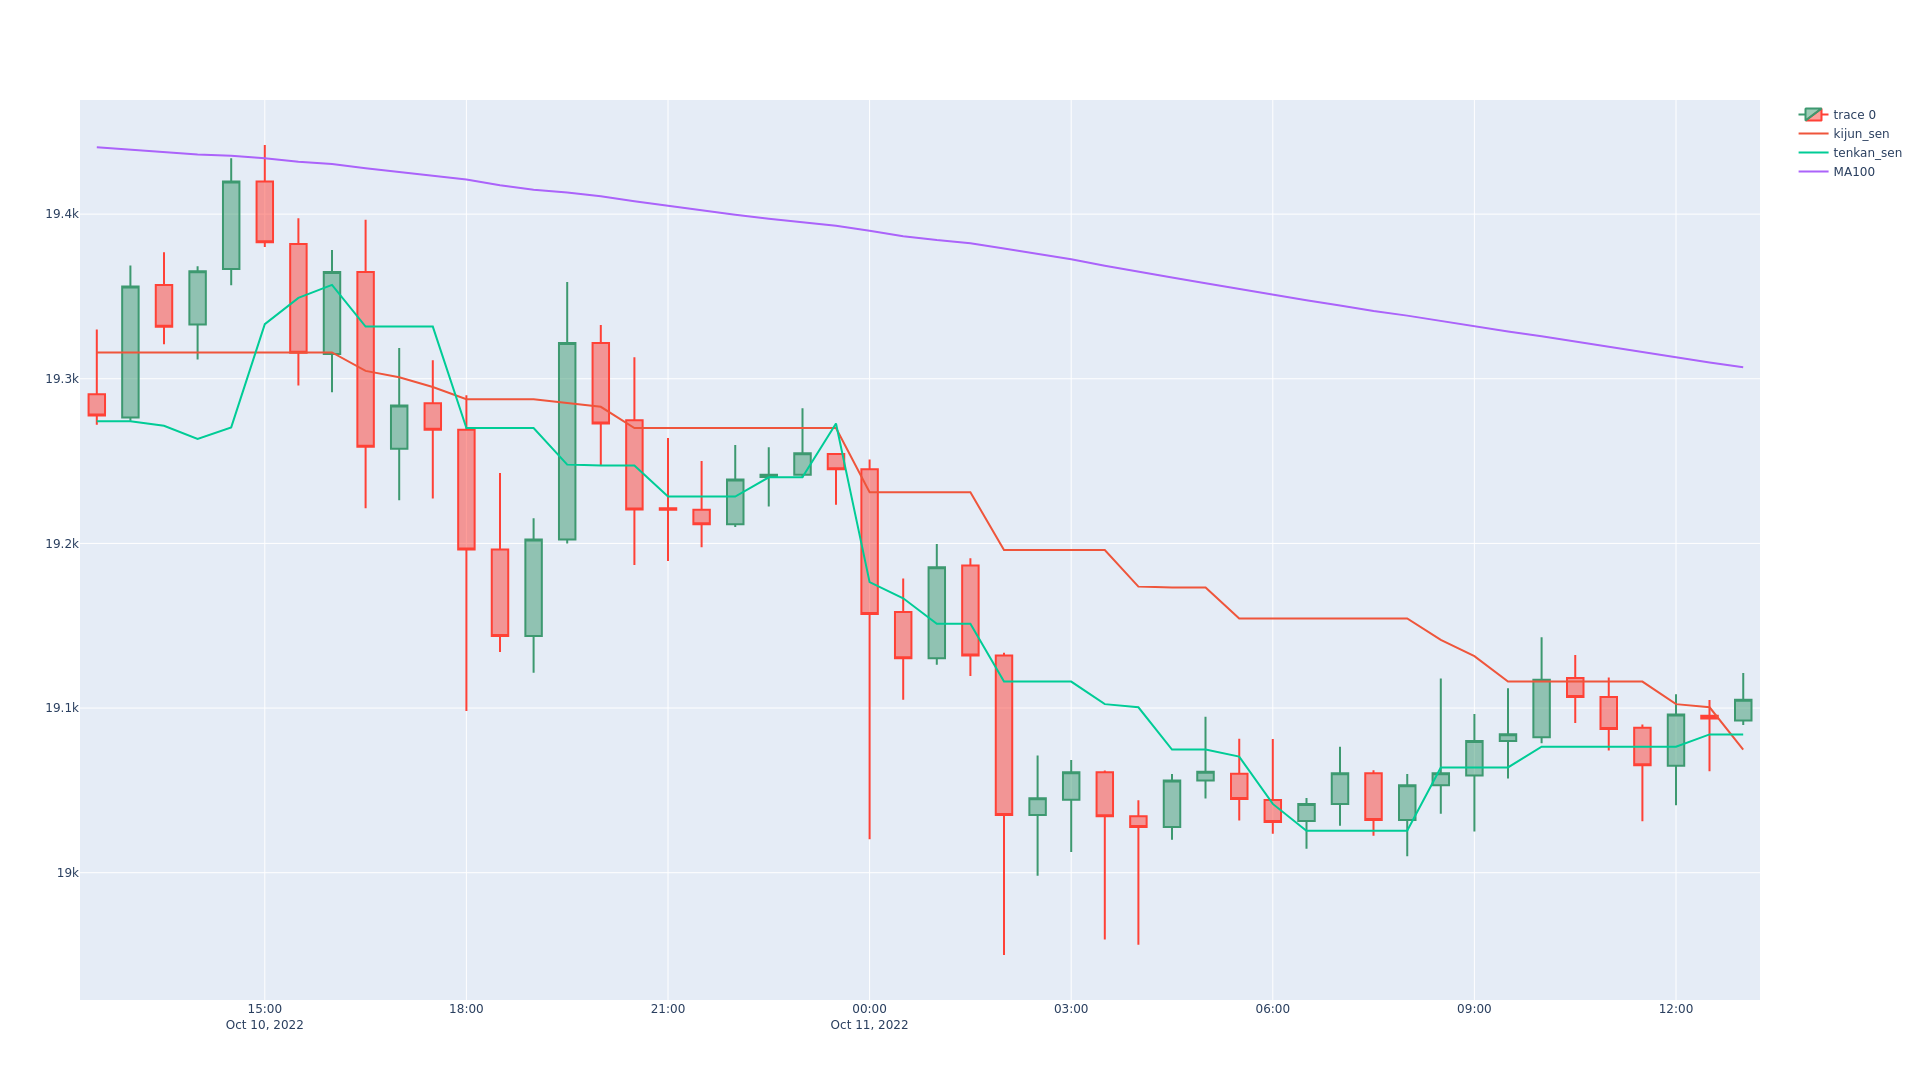 trace 0
kijun_sen
tenkan_sen
MA100
19.4k
19.3k
19.2k
19.1k
19k
15:00
Oct 10, 2022
18:00
21:00
00:00
Oct 11, 2022
03:00
06:00
09:00
12:00